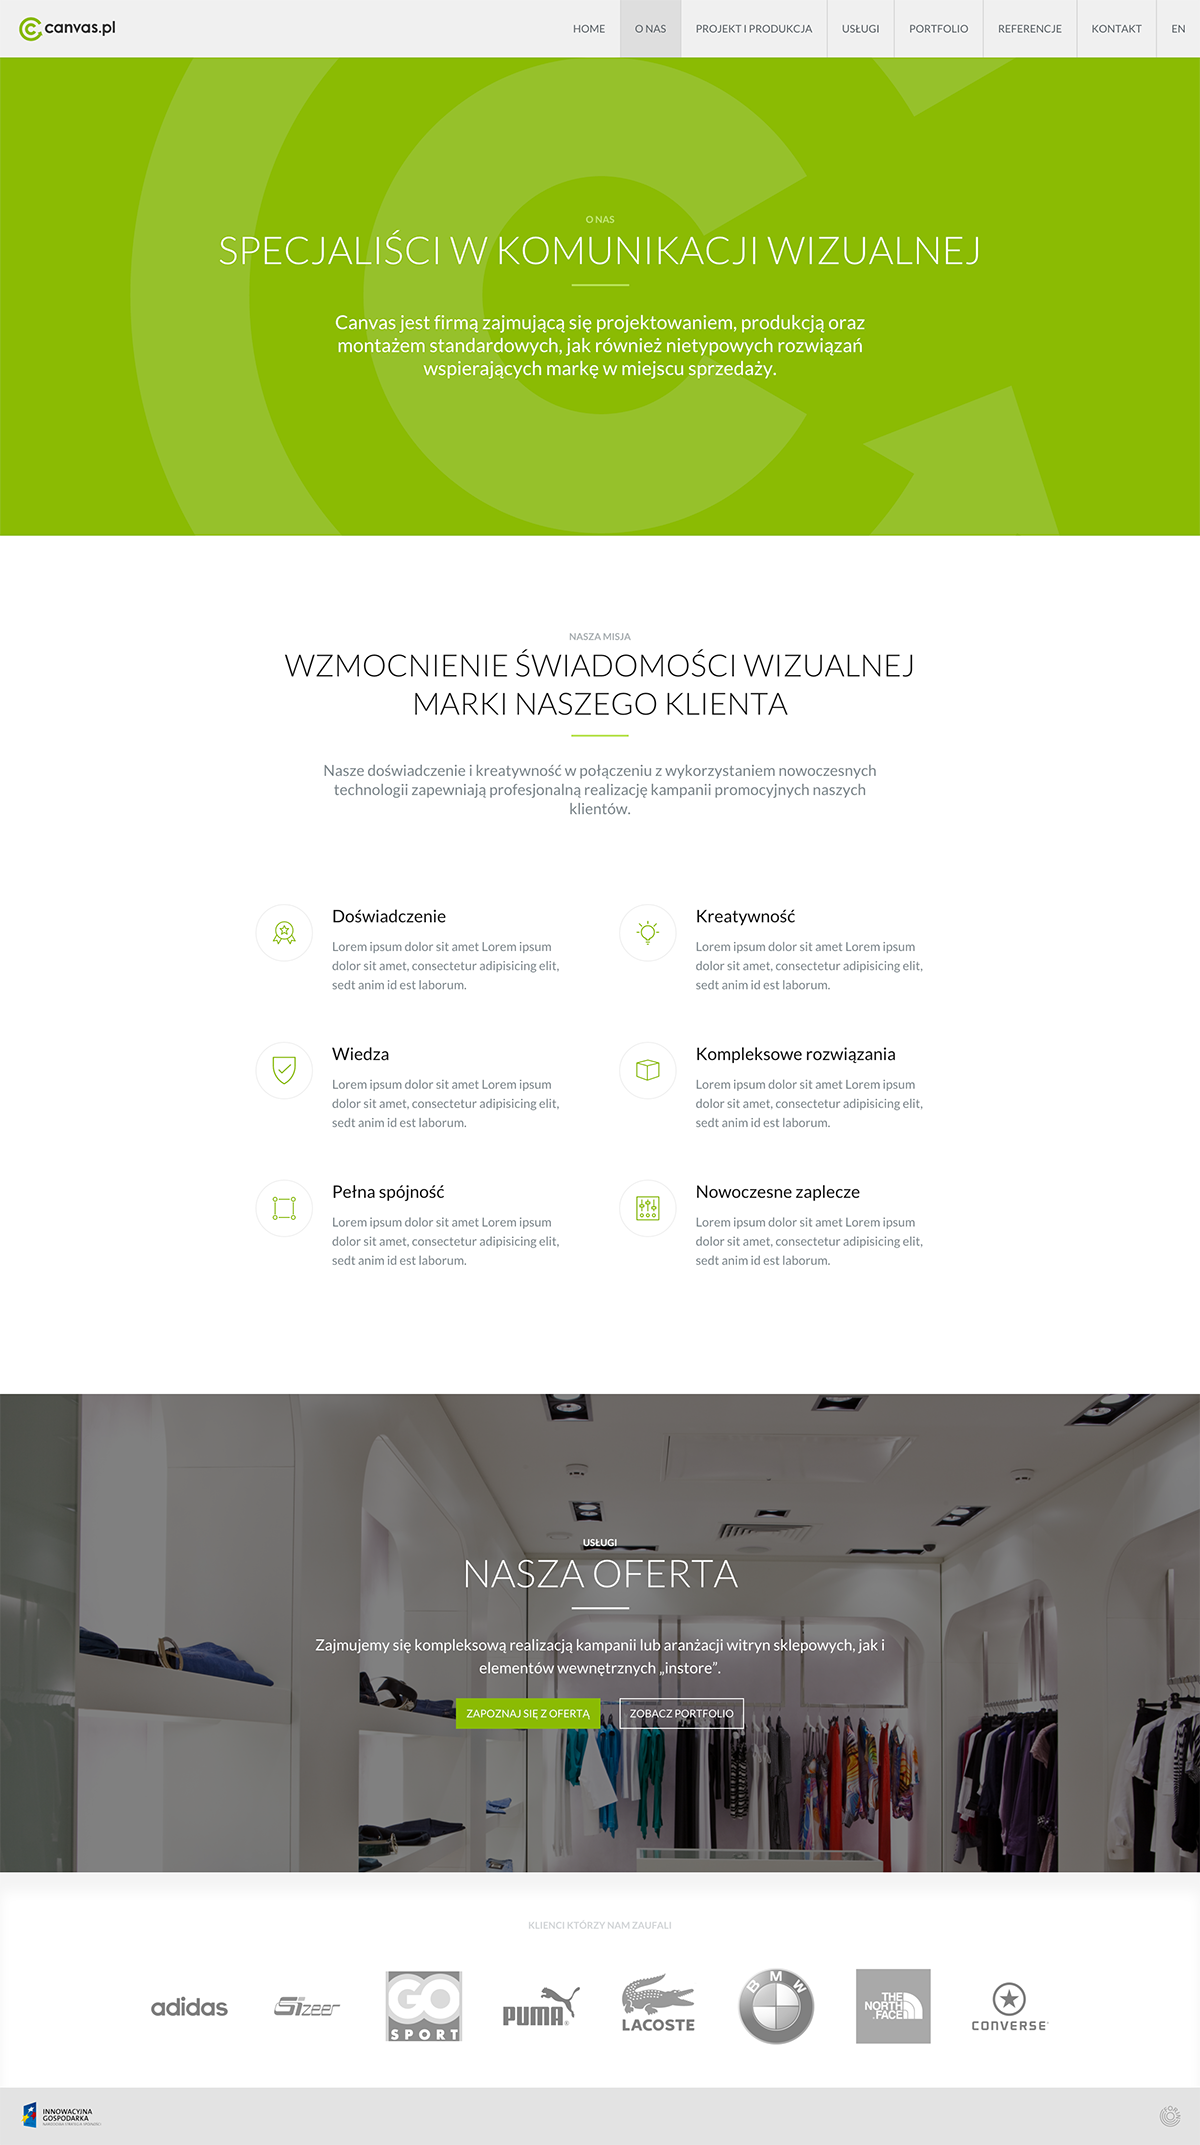 canvas.pl
HOME
O NAS
PROJEKT I PRODUKCJA
USŁUGI
PORTFOLIO
REFERENCJE
KONTAKT
EN
O NAS
SPECJALIŚCI W KOMUNIKACJI WIZUALNEJ
Canvas jest firmą zajmującą się projektowaniem, produkcją oraz
montażem standardowych, jak również nietypowych rozwiązań
wspierających markę w miejscu sprzedaży.
NASZA MISJA
WZMOCNIENIE ŚWIADOMOŚCI WIZUALNEJ
MARKI NASZEGO KLIENTA
Nasze doświadczenie i kreatywność w połączeniu z wykorzystaniem nowoczesnych
technologii zapewniają profesjonalną realizację kampanii promocyjnych naszych
klientów.
Doświadczenie
Lorem ipsum dolor sit amet Lorem ipsum
dolor sit amet, consectetur adipisicing elit,
sedt anim id est laborum.
Kreatywność
Lorem ipsum dolor sit amet Lorem ipsum
dolor sit amet, consectetur adipisicing elit,
sedt anim id est laborum.
Wiedza
Lorem ipsum dolor sit amet Lorem ipsum
dolor sit amet, consectetur adipisicing elit,
sedt anim id est laborum.
Kompleksowe rozwiązania
Lorem ipsum dolor sit amet Lorem ipsum
dolor sit amet, consectetur adipisicing elit,
sedt anim id est laborum.
Pełna spójność
Lorem ipsum dolor sit amet Lorem ipsum
dolor sit amet, consectetur adipisicing elit,
sedt anim id est laborum.
Nowoczesne zaplecze
Lorem ipsum dolor sit amet Lorem ipsum
dolor sit amet, consectetur adipisicing elit,
sedt anim id est laborum.
USŁUGI
NASZA OFERTA
Zajmujemy się kompleksową realizacją kampanii lub aranżacji witryn sklepowych, jak i
elementów wewnętrznych „instore”.
ZAPOZNAJ SIĘ Z OFERTĄ
ZOBACZ PORTFOLIO
KLIENCI KTÓRZY NAM ZAUFALI
adidas
Sizeer
GO
SPORT
PUMA®
LACOSTE
BMW
THE
NORTH
FACE
CONVERSE
INNOWACYJNA
GOSPODARKA